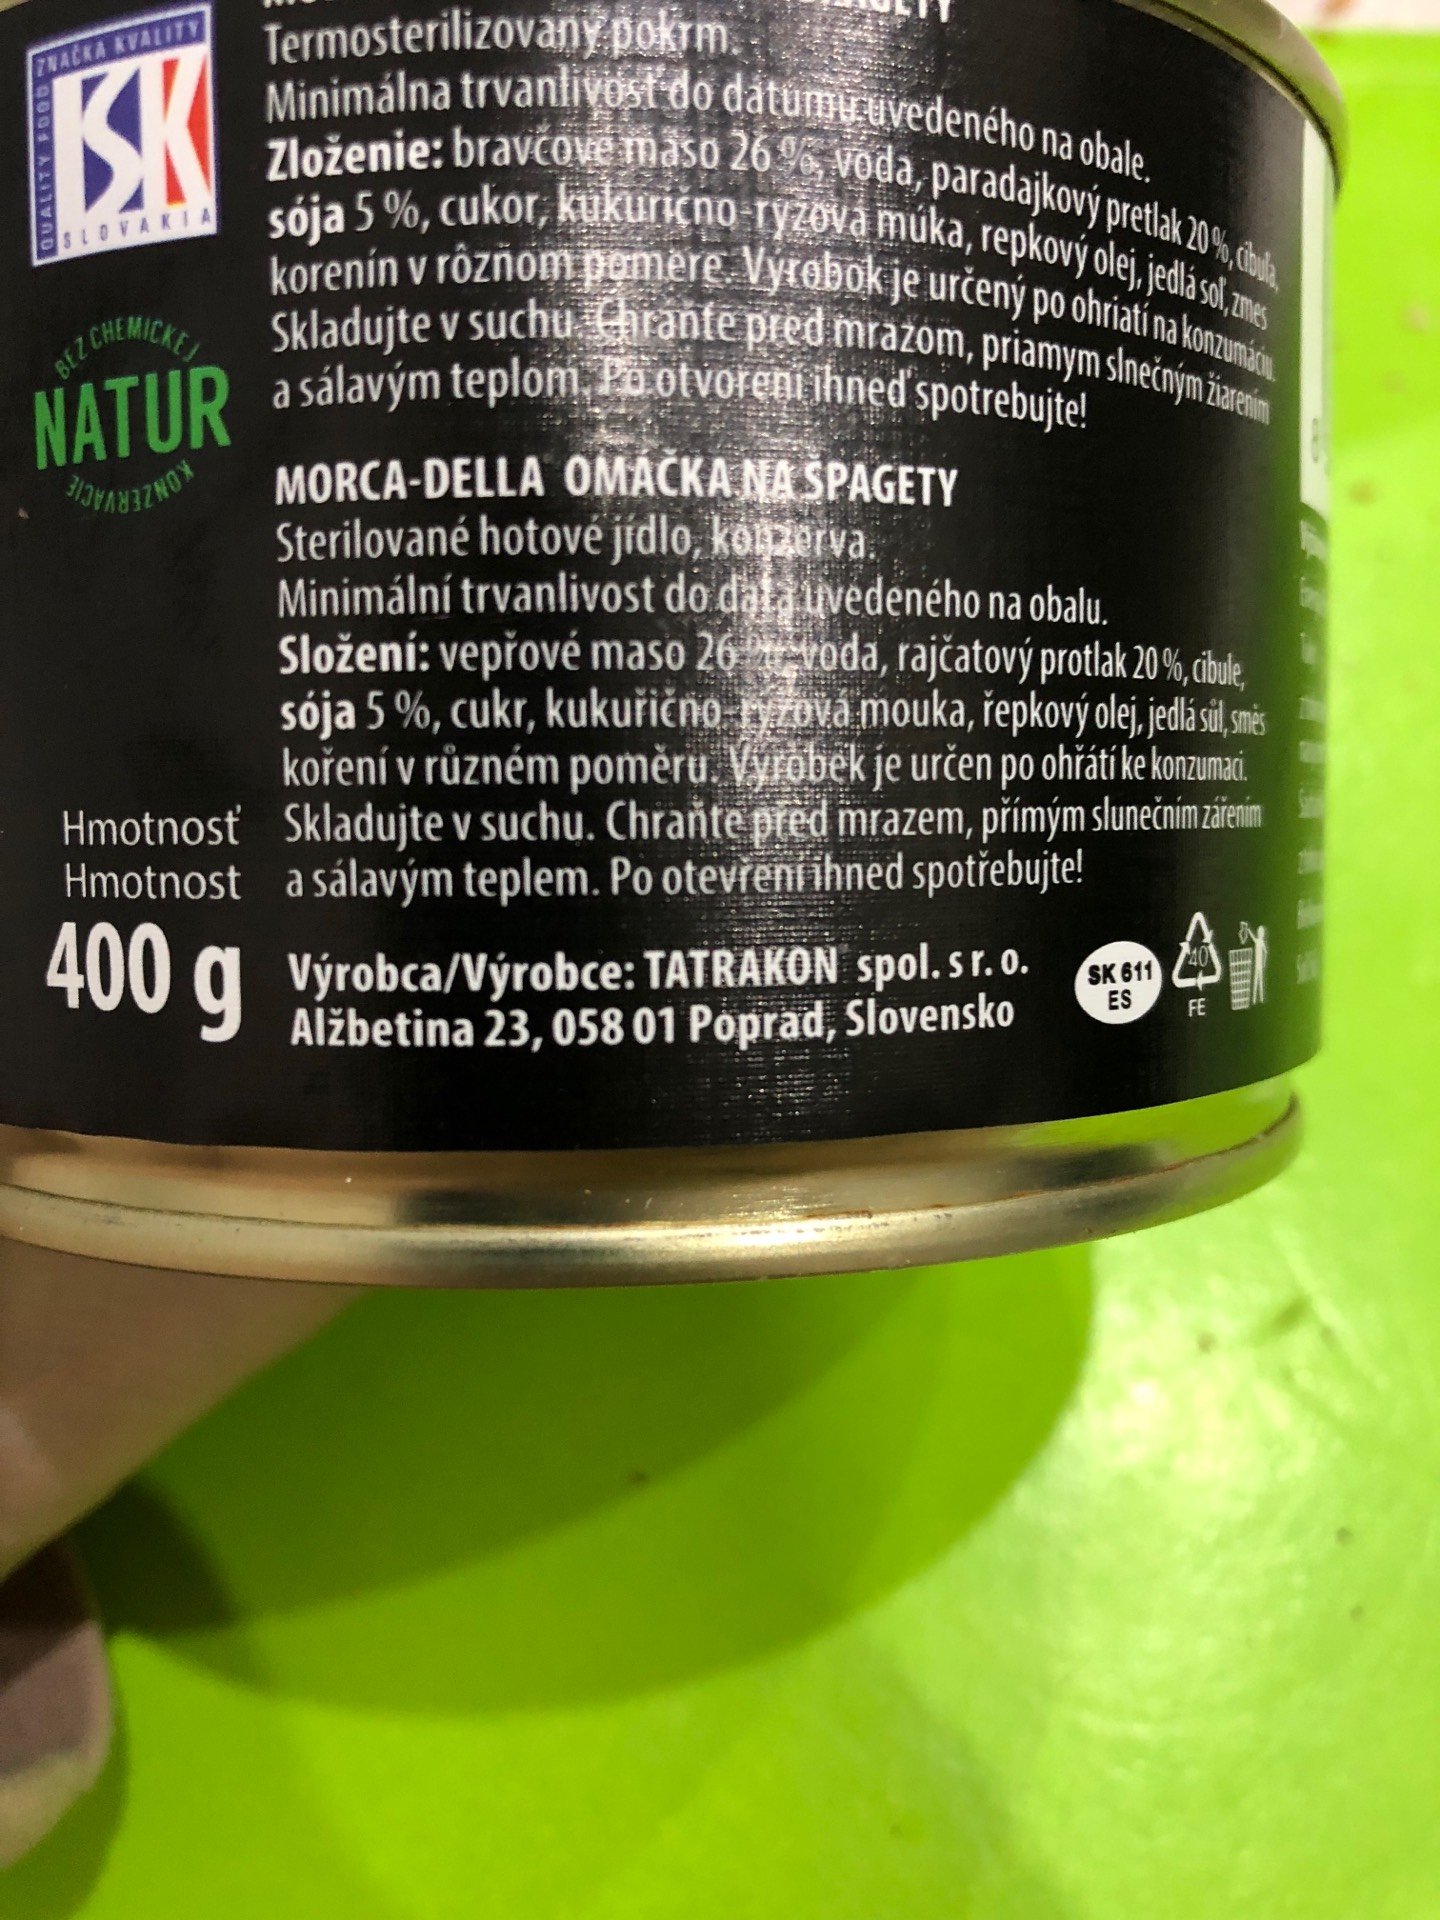 ZNAČKA KVALITY
QUALITY FOOD
SK
SLOVAKIA
Termosterilizovaný pokrm.
Minimálna trvanlivosť do dátumu uvedeného na obale.
Zloženie: bravčové mäso 26 %, voda, paradajkový pretlak 20 %, cibuľa,
sója 5 %, cukor, kukurično-ryžová múka, repkový olej, jedlá soľ, zmes
korenín v rôznom pomere. Výrobok je určený po ohriatí na konzumáciu.
Skladujte v suchu. Chráňte pred mrazom, priamym slnečným žiarením
a sálavým teplom. Po otvorení ihneď spotrebujte!
BEZ CHEMICKEJ
NATUR
KONZERVÁCIE
MORCA-DELLA OMÁČKA NA ŠPAGETY
Sterilované hotové jídlo, konzerva.
Minimální trvanlivost do data uvedeného na obalu.
Složení: vepřové maso 26 %, voda, rajčatový protlak 20 %, cibule,
sója 5 %, cukr, kukuřično-rýžová mouka, řepkový olej, jedlá sůl, směs
koření v různém poměru. Výrobek je určen po ohřátí ke konzumaci.
Skladujte v suchu. Chraňte před mrazem, přímým slunečním zářením
a sálavým teplem. Po otevření ihned spotřebujte!
Hmotnosť
Hmotnost
400 g
Výrobca/Výrobce: TATRAKON spol. s r. o.
Alžbetina 23, 058 01 Poprad, Slovensko
SK 611
ES
40
FE